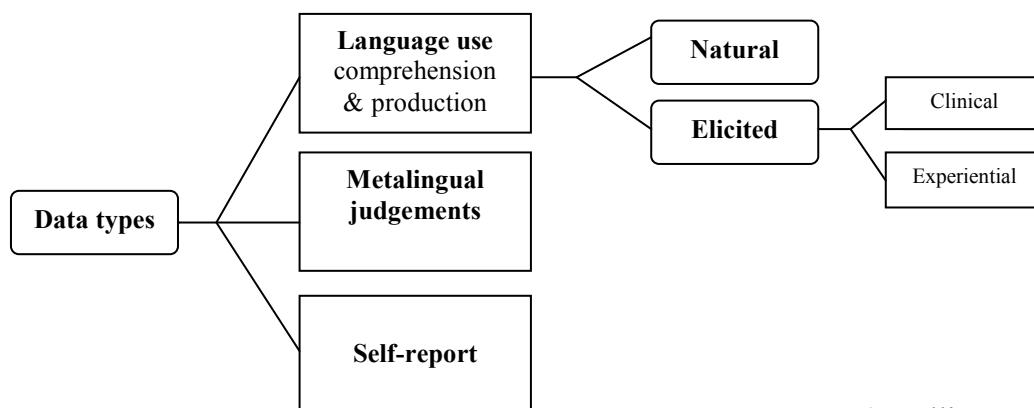 Language use
comprehension
& production
Natural
Elicited
Clinical
Experiential
Metalingual
judgements
Data types
Self-report